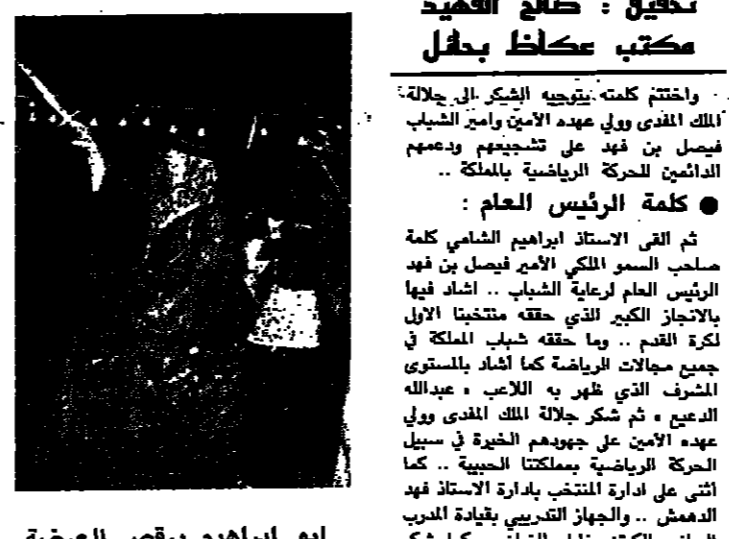 تحقيق : صالح الفهيد
مكتب عكاظ بحائل
واختتم كلمته بتوجيه الشكر الى جلالة
الملك المفدى وولي عهده الأمين وامير الشباب
فيصل بن فهد على تشجيعهم ودعمهم
الدائمين للحركة الرياضية بالمملكة ..
● كلمة الرئيس العام :
ثم القى الاستاذ ابراهيم الشامي كلمة
صاحب السمو الملكي الأمير فيصل بن فهد
الرئيس العام لرعاية الشباب .. اشاد فيها
بالانجاز الكبير الذي حققه منتخبنا الاول
لكرة القدم .. وما حققه شباب المملكة في
جميع مجالات الرياضة كما أشاد بالمستوى
المشرف الذي ظهر به اللاعب « عبدالله
الدعيع » ثم شكر جلالة الملك المفدى وولي
عهده الأمين على جهودهم الخيرة في سبيل
الحركة الرياضية بمملكتنا الحبيبة .. كما
أثنى على ادارة المنتخب بادارة الاستاذ فهد
الدهمش .. والجهاز التدريبي بقيادة المدرب
ابو ابراهيم يرقص العرضة